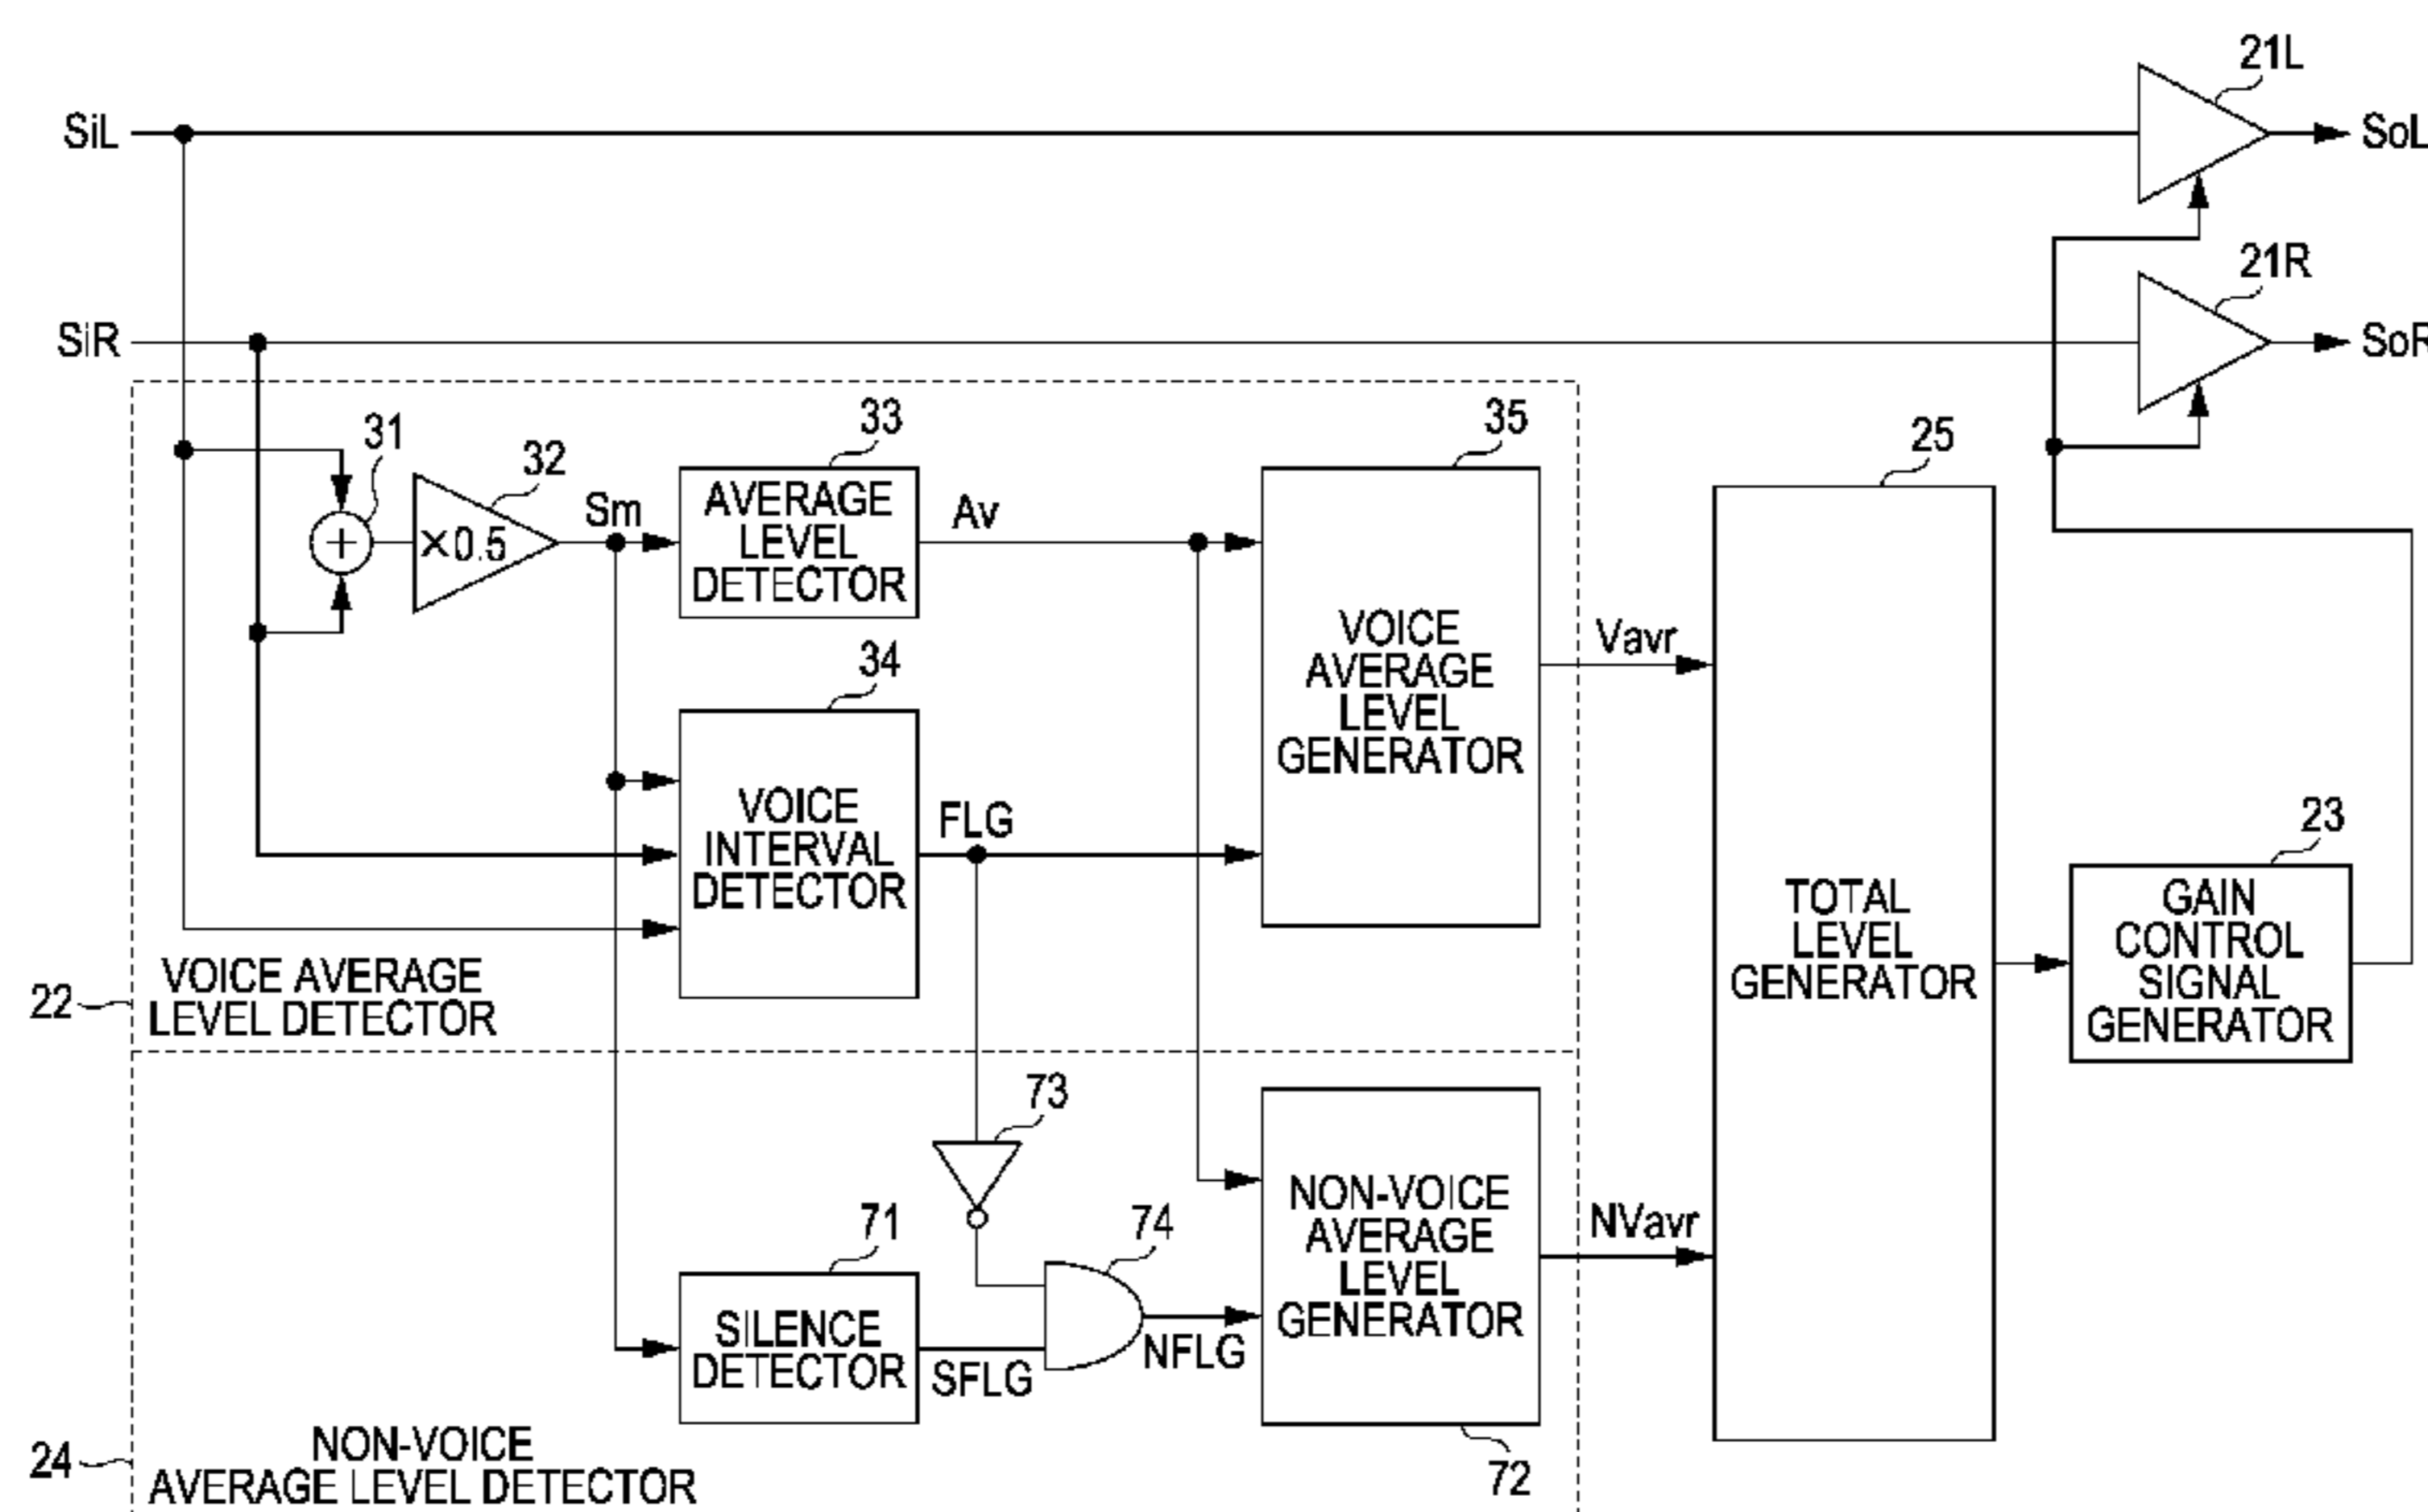 21L
SiL
SoL
21R
SiR
SoR
31
32
33
35
25
×0.5
Sm
AVERAGE
LEVEL
DETECTOR
Av
+
VOICE
AVERAGE
LEVEL
GENERATOR
Vavr
34
VOICE
INTERVAL
DETECTOR
FLG
23
TOTAL
LEVEL
GENERATOR
GAIN
CONTROL
SIGNAL
GENERATOR
22
VOICE AVERAGE
LEVEL DETECTOR
73
71
74
NON-VOICE
AVERAGE
LEVEL
GENERATOR
NVavr
SILENCE
DETECTOR
SFLG
NFLG
72
24
NON-VOICE
AVERAGE LEVEL DETECTOR